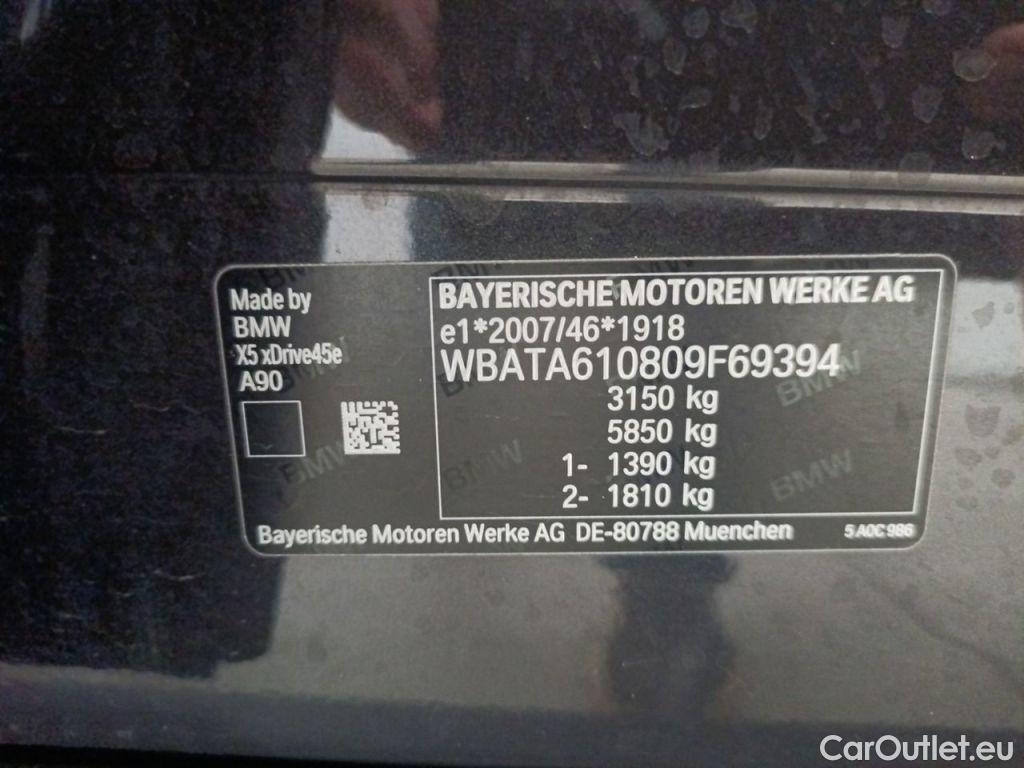 Made by
BMW
X5 xDrive45e
A90
BAYERISCHE MOTOREN WERKE AG
e1*2007/46*1918
WBATA610809F69394
3150 kg
5850 kg
1- 1390 kg
2- 1810 kg
Bayerische Motoren Werke AG DE-80788 Muenchen
5 A0C 986
CarOutlet.eu